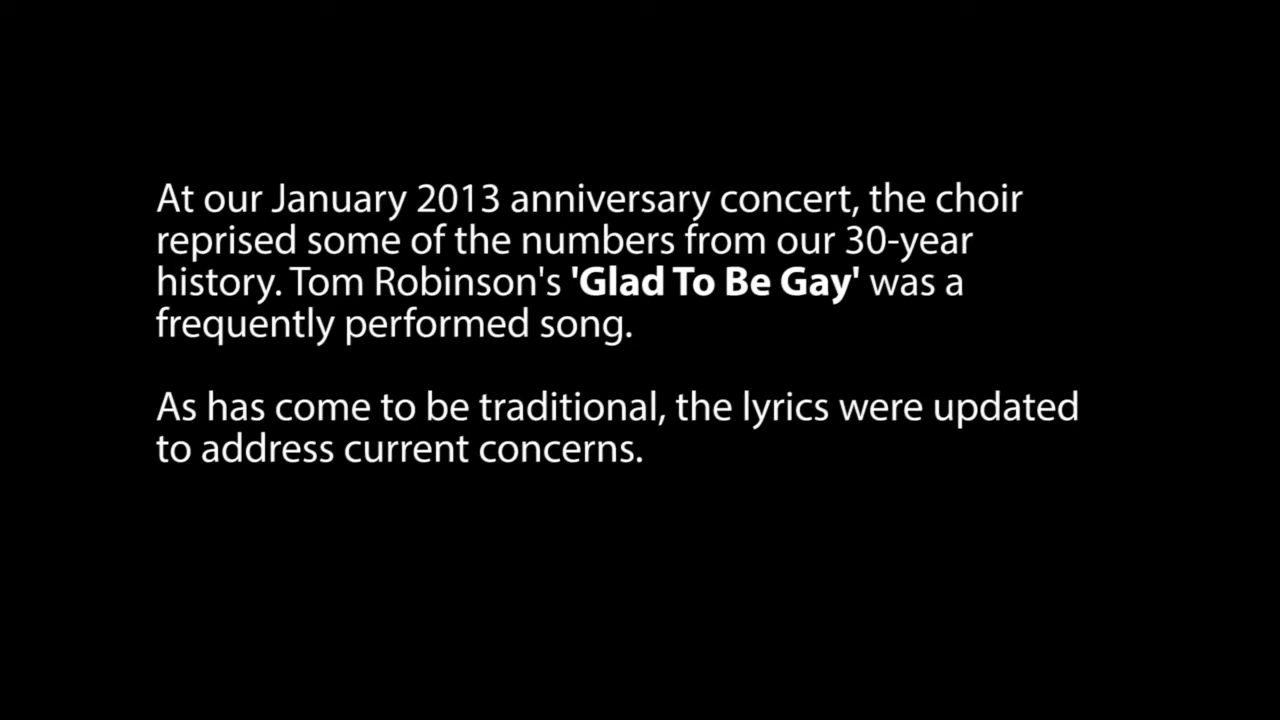 At our January 2013 anniversary concert, the choir
reprised some of the numbers from our 30-year
history. Tom Robinson's 'Glad To Be Gay' was a
frequently performed song.
As has come to be traditional, the lyrics were updated
to address current concerns.